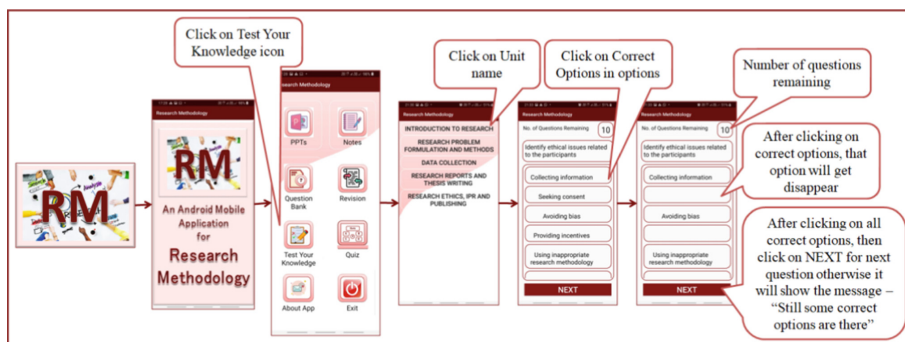 Click on Test Your
Knowledge icon
Click on Unit
name
Click on Correct
Options in options
Number of questions
remaining
After clicking on
correct options, that
option will get
disappear
After clicking on all
correct options, then
click on NEXT for next
question otherwise it
will show the message –
“Still some correct
options are there”
RM
Research Methodology
RM
An Android Mobile
Application
for
Research
Methodology
Research Methodology
PPTs
Notes
Question
Bank
Revision
Test Your
Knowledge
Quiz
About App
Exit
Research Methodology
INTRODUCTION TO RESEARCH
RESEARCH PROBLEM
FORMULATION AND METHODS
DATA COLLECTION
RESEARCH REPORTS AND
THESIS WRITING
RESEARCH ETHICS, IPR AND
PUBLISHING
Research Methodology
No. of Questions Remaining
10
Identify ethical issues related
to the participants
Collecting information
Seeking consent
Avoiding bias
Providing incentives
Using inappropriate
research methodology
NEXT
Research Methodology
No. of Questions Remaining
10
Identify ethical issues related
to the participants
Collecting information
Avoiding bias
Using inappropriate
research methodology
NEXT